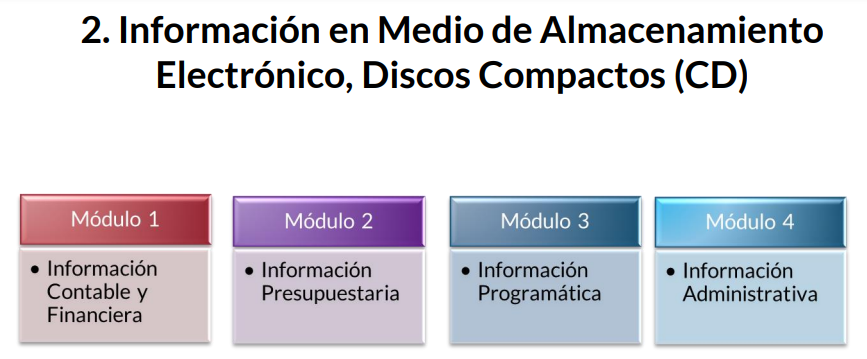 2. Información en Medio de Almacenamiento
Electrónico, Discos Compactos (CD)
Módulo 1
• Información
Contable y
Financiera
Módulo 2
• Información
Presupuestaria
Módulo 3
• Información
Programática
Módulo 4
• Información
Administrativa